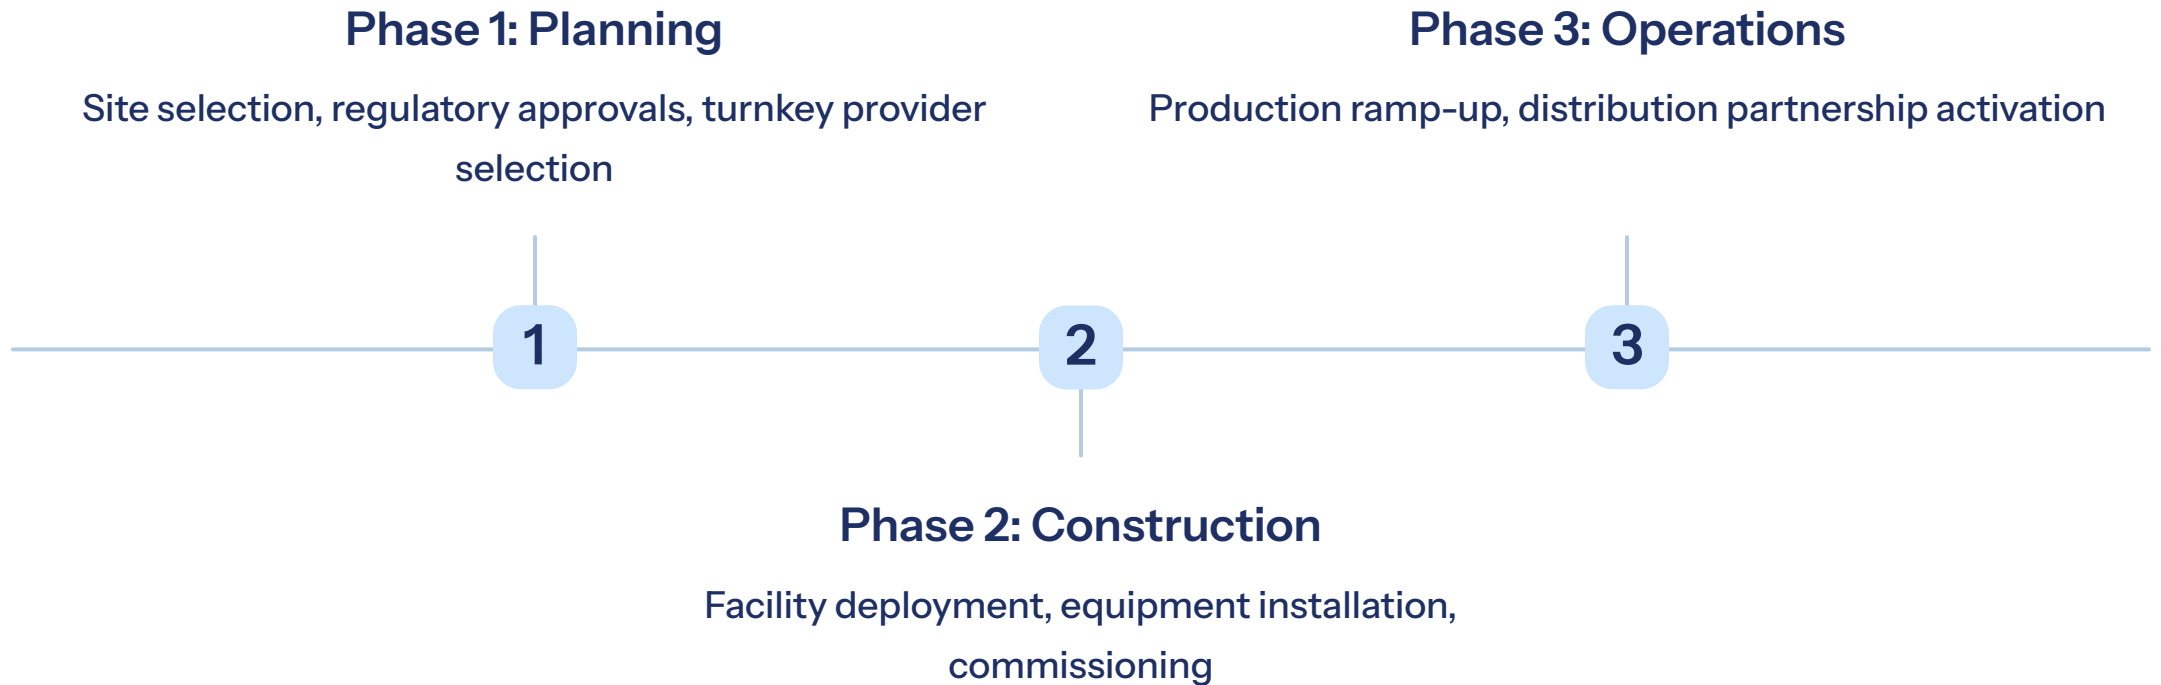 Phase 1: Planning
Site selection, regulatory approvals, turnkey provider
selection
Phase 3: Operations
Production ramp-up, distribution partnership activation
1
2
3
Phase 2: Construction
Facility deployment, equipment installation,
commissioning